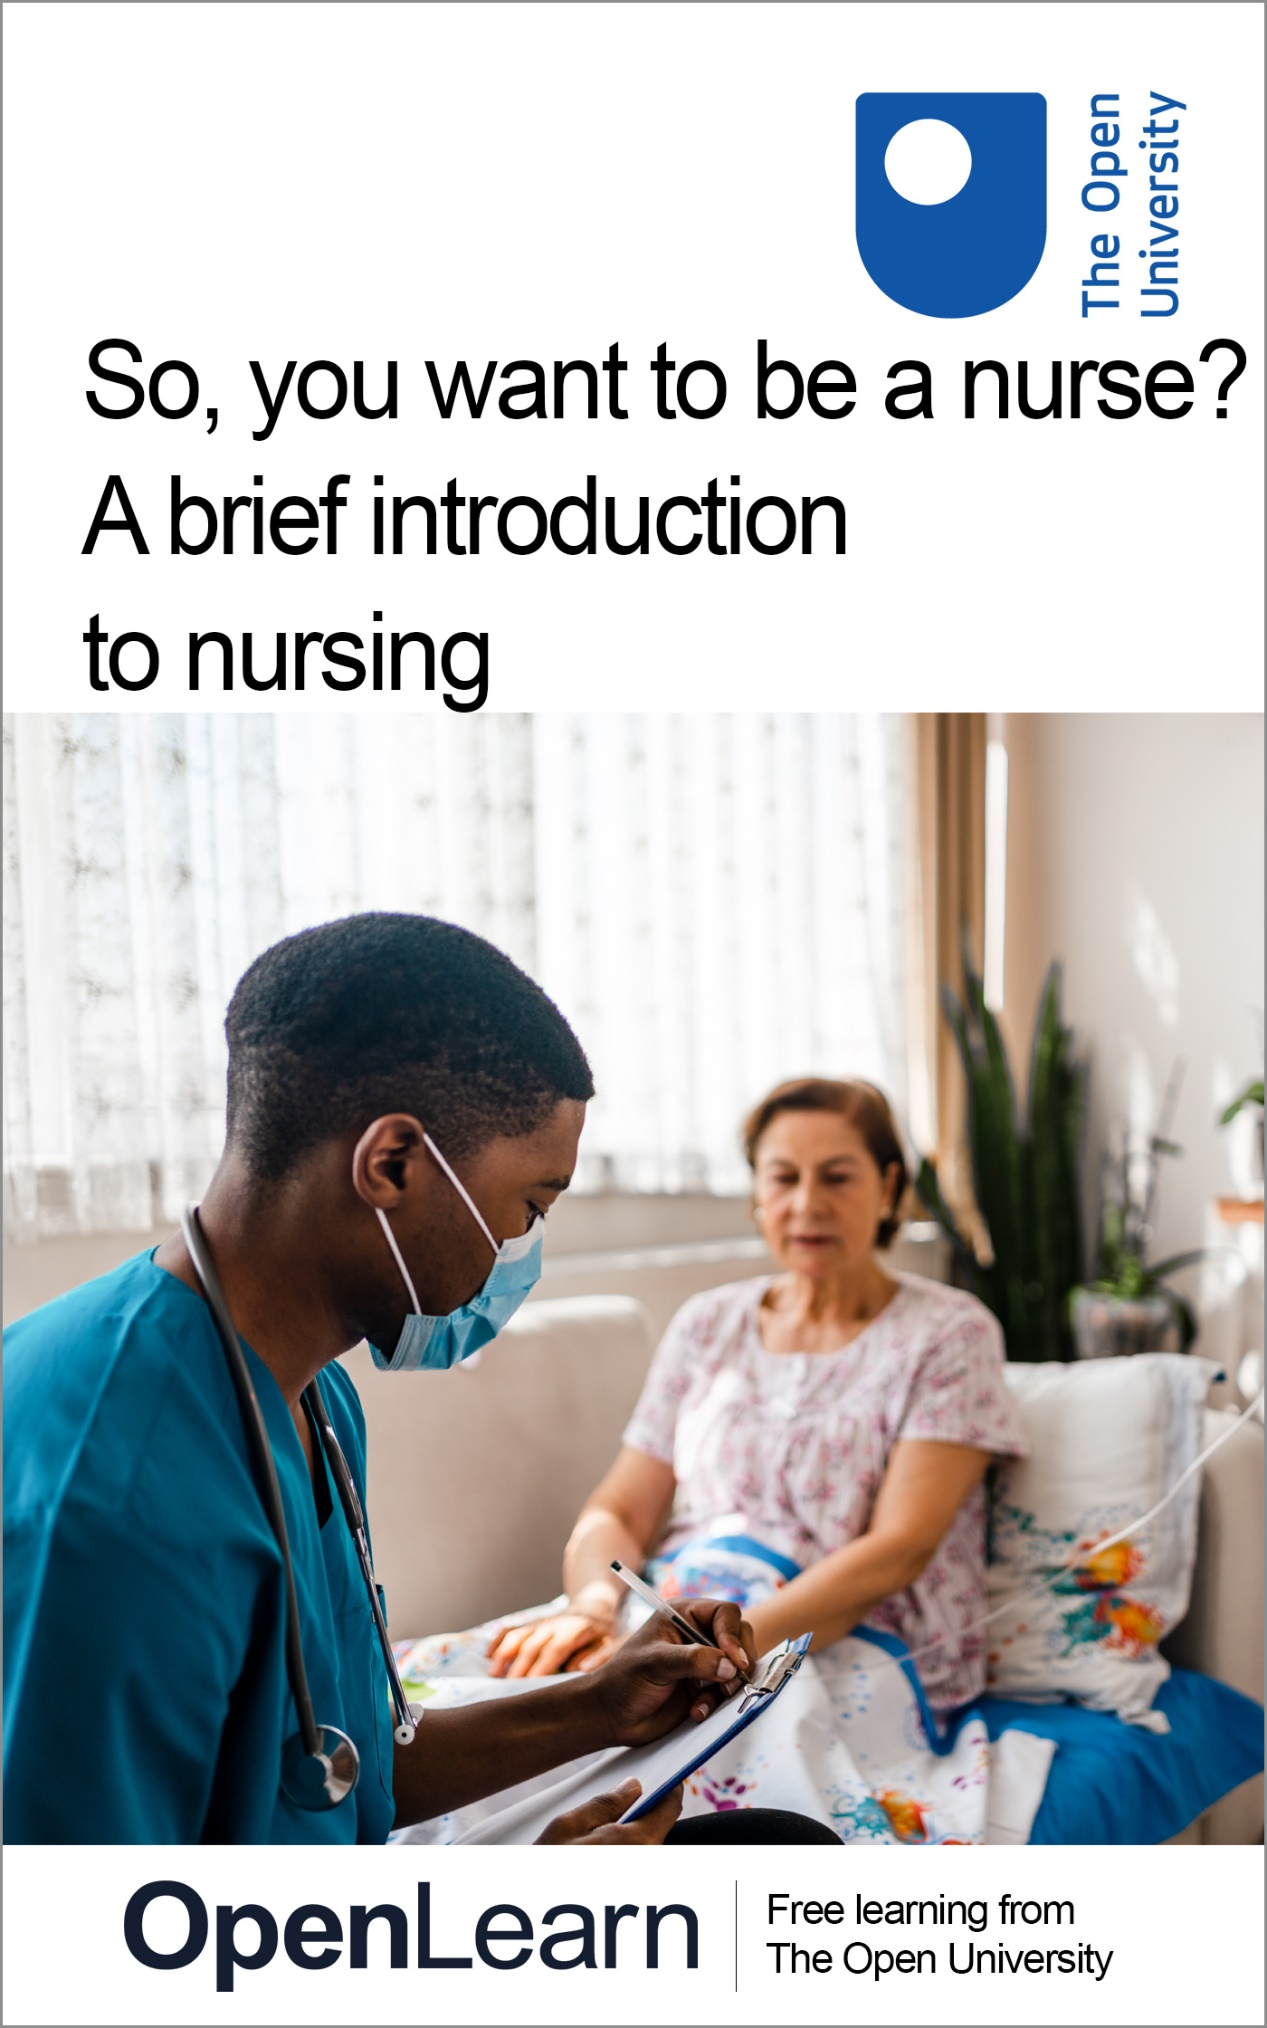 The Open
University
So, you want to be a nurse?
A brief introduction
to nursing
OpenLearn
Free learning from
The Open University